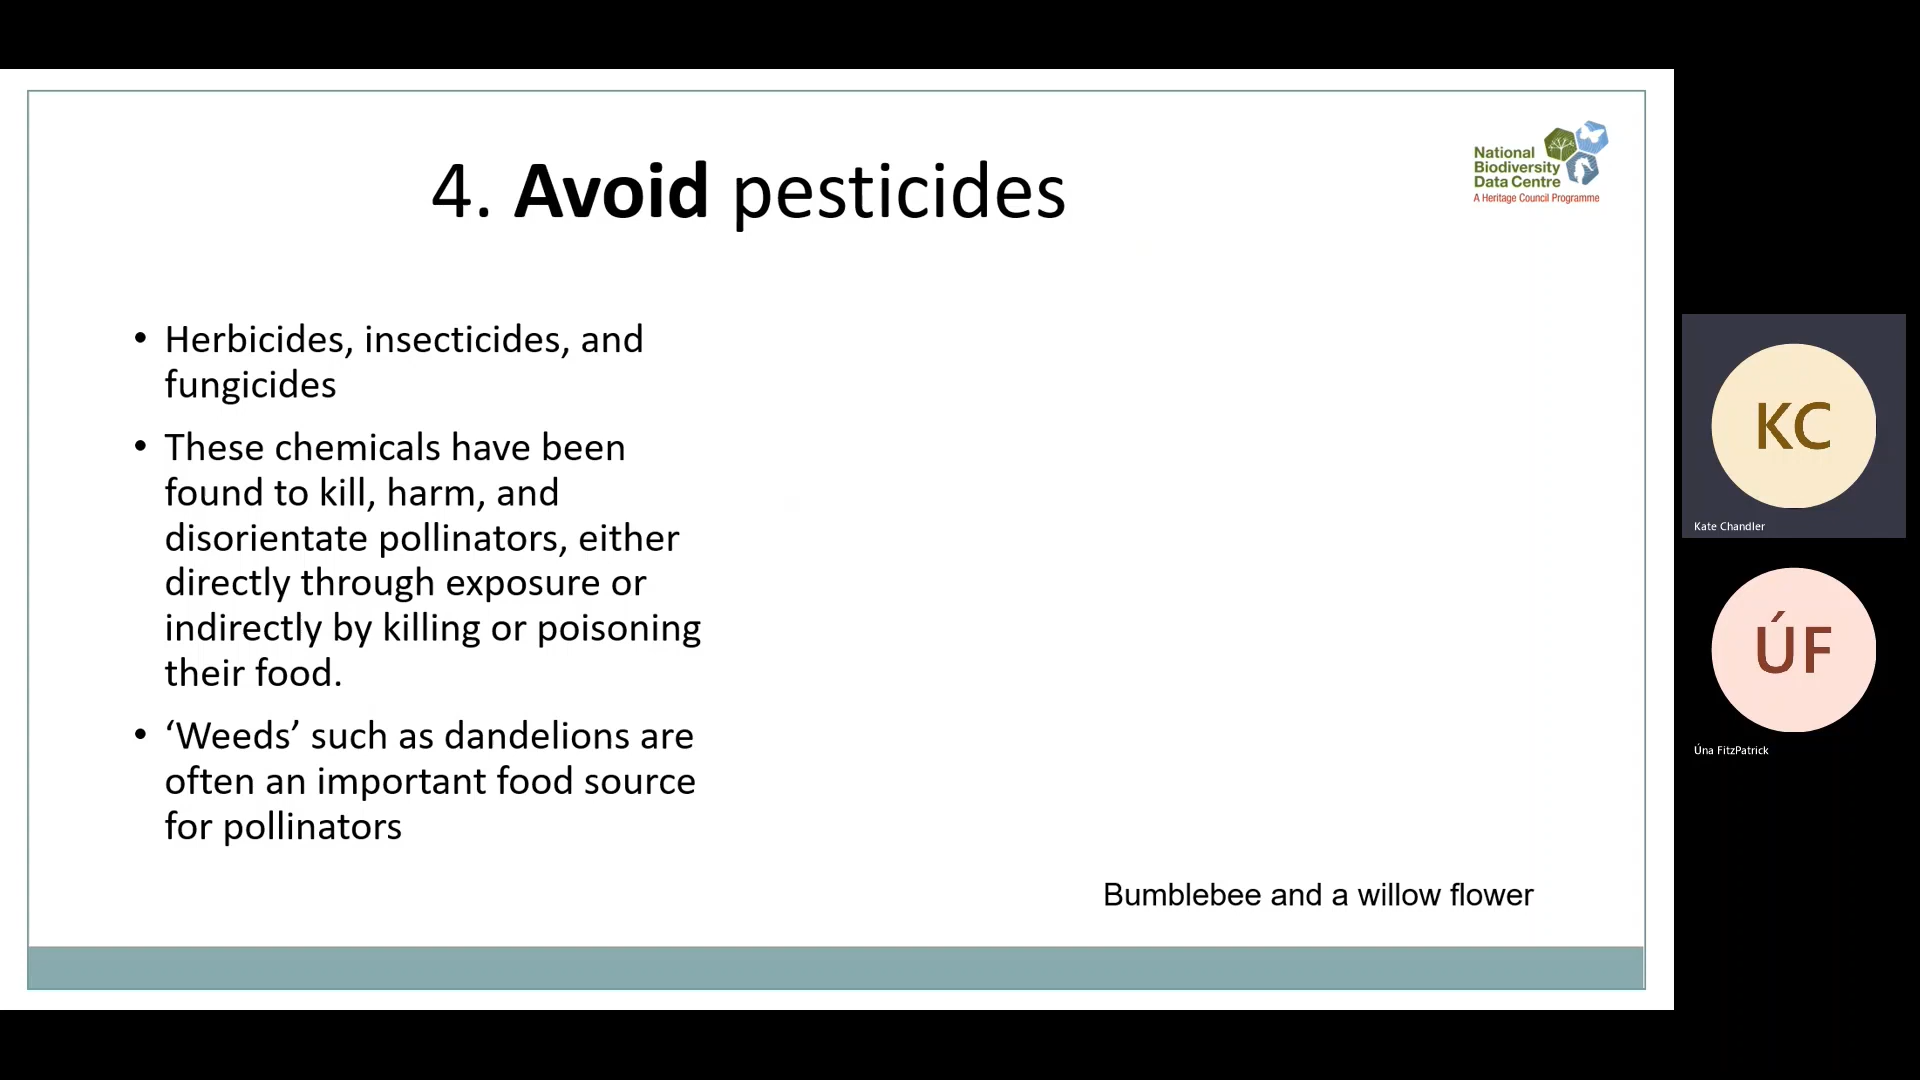 4. Avoid pesticides
National
Biodiversity
Data Centre
A Heritage Council Programme
• Herbicides, insecticides, and
fungicides
• These chemicals have been
found to kill, harm, and
disorientate pollinators, either
directly through exposure or
indirectly by killing or poisoning
their food.
• ‘Weeds’ such as dandelions are
often an important food source
for pollinators
Bumblebee and a willow flower
KC
Kate Chandler
ÚF
Úna FitzPatrick